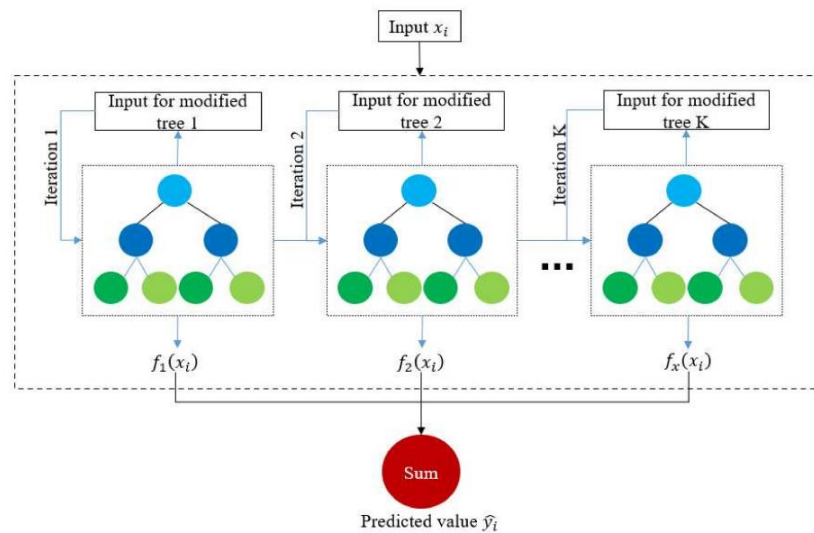 Input xᵢ
Input for modified
tree 1
Input for modified
tree 2
Input for modified
tree K
Iteration 1
Iteration 2
Iteration K
...
f₁(xᵢ)
f₂(xᵢ)
fₓ(xᵢ)
Sum
Predicted value ŷᵢ